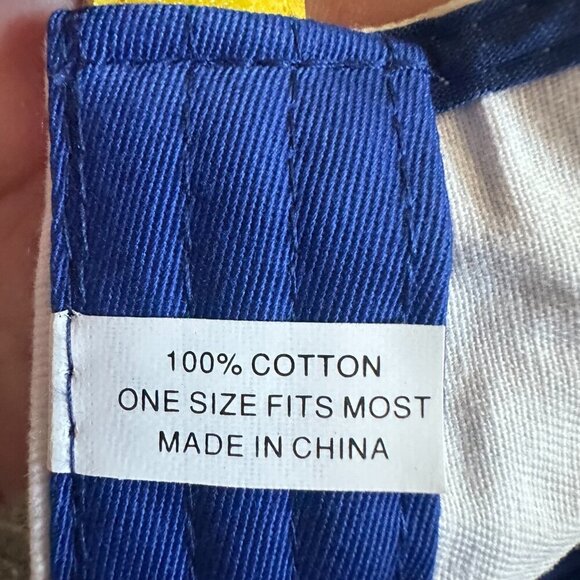 100% COTTON
ONE SIZE FITS MOST
MADE IN CHINA